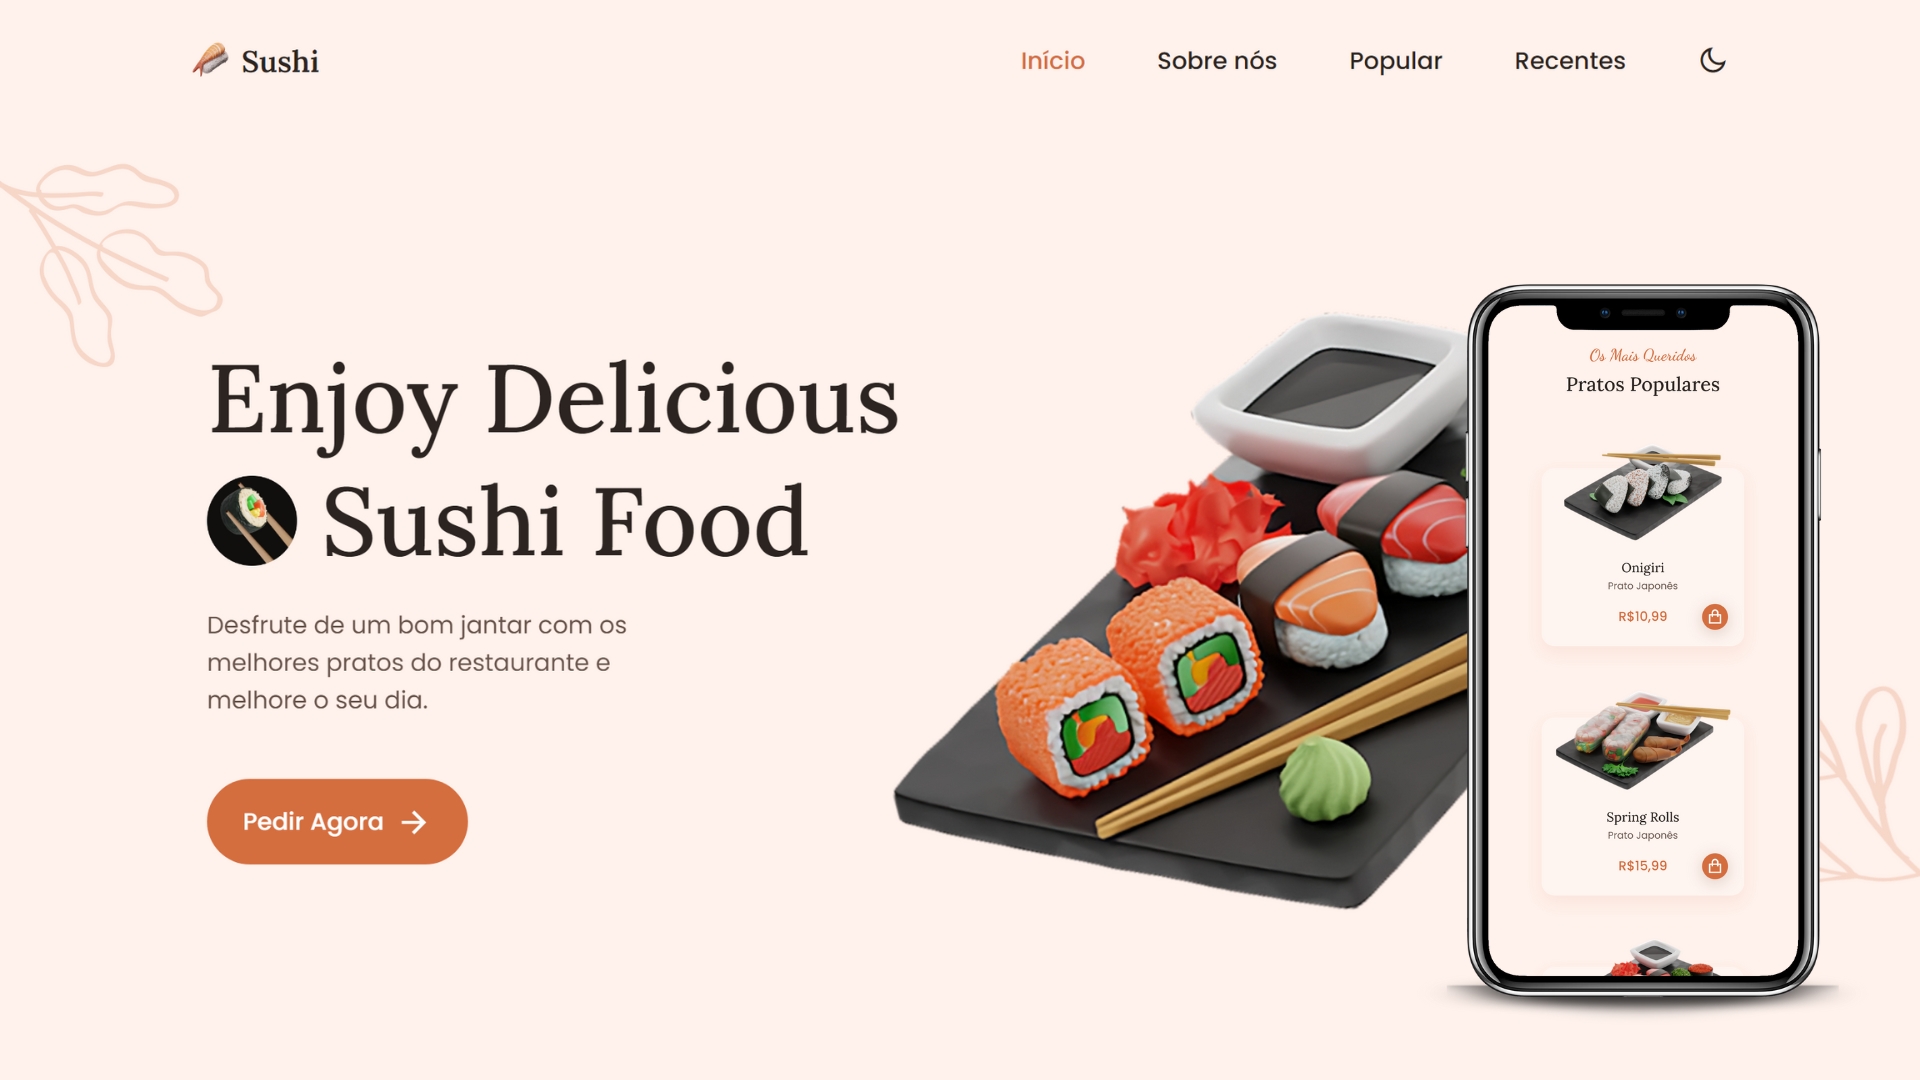 Sushi
Início
Sobre nós
Popular
Recentes
Enjoy Delicious
Sushi Food
Desfrute de um bom jantar com os
melhores pratos do restaurante e
melhore o seu dia.
Pedir Agora
Os Mais Queridos
Pratos Populares
Onigiri
Prato Japonês
R$10,99
Spring Rolls
Prato Japonês
R$15,99